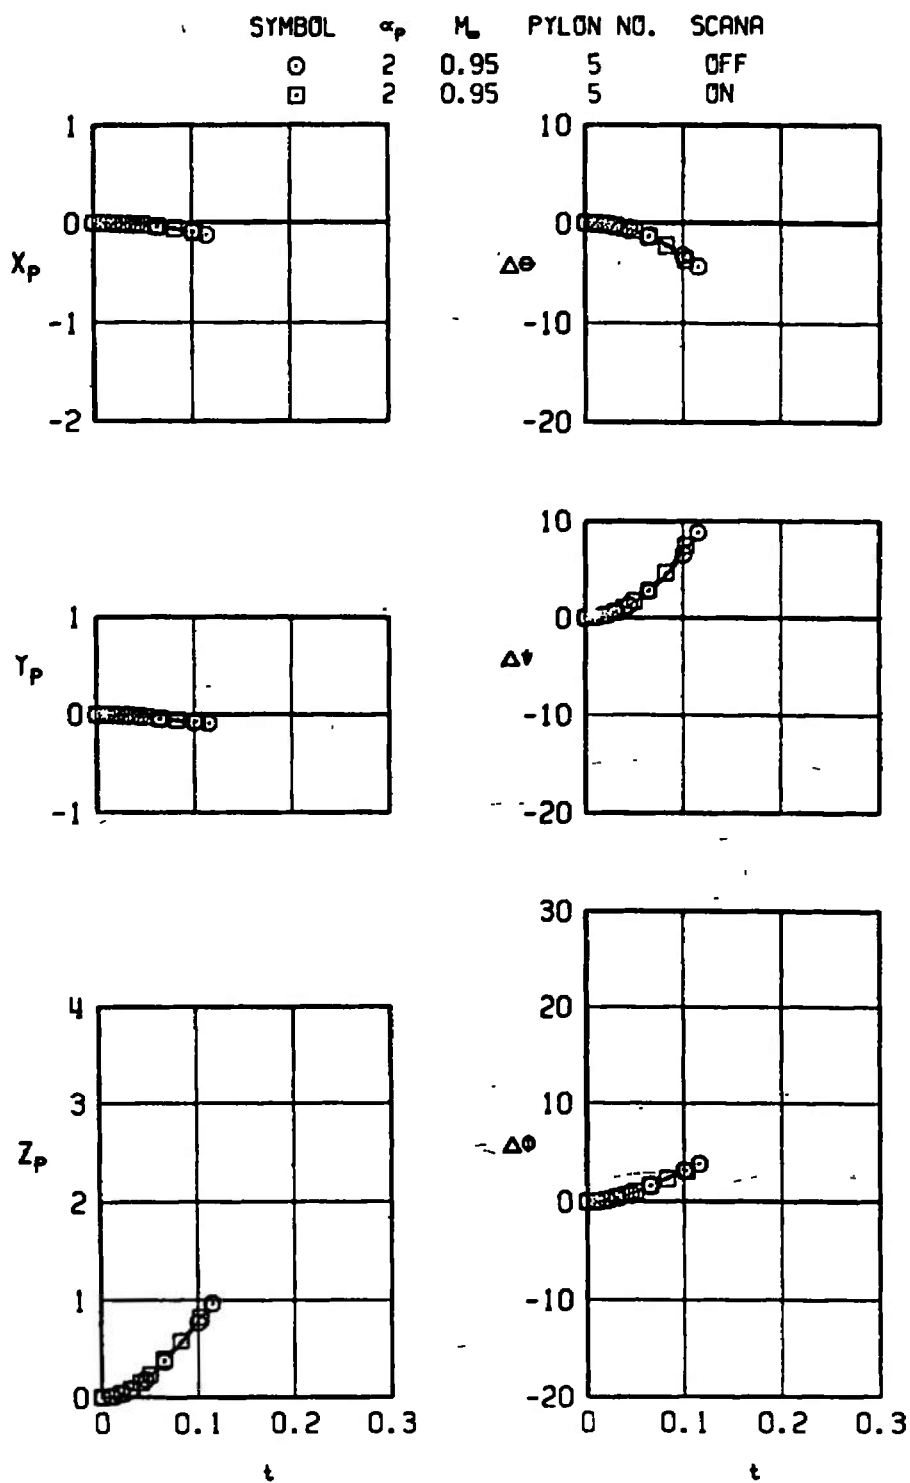 SYMBOL αp M∞ PYLON NO. SCANA
⊙ 2 0.95 5 OFF
⊡ 2 0.95 5 ON
1
0
Xp
-1
-2
10
0
Δθ
-10
-20
1
Yp
0
-1
10
0
Δψ
-10
-20
4
3
Zp
2
1
0
0 0.1 0.2 0.3
t
30
20
10
ΔΦ
0
-10
-20
0 0.1 0.2 0.3
t